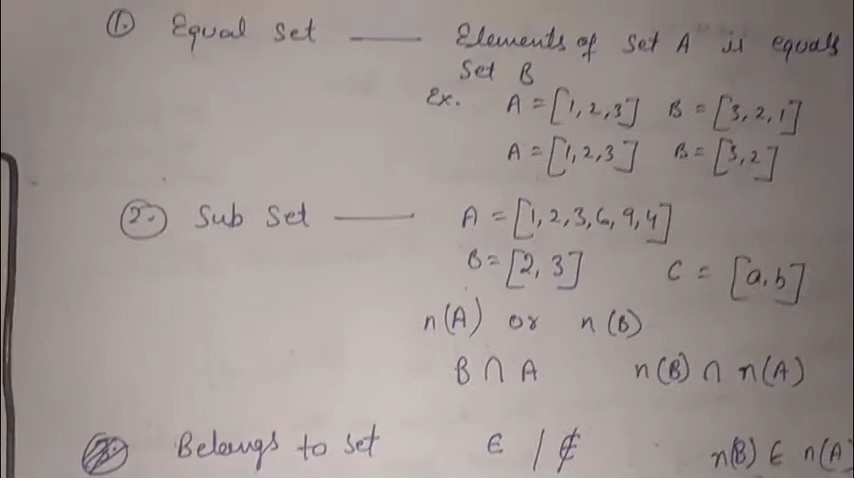 1. Equal Set — Elements of Set A is equals
Set B
Ex. A = [1, 2, 3] B = [3, 2, 1]
A = [1, 2, 3] B = [3, 2]
2. Sub Set — A = [1, 2, 3, 6, 9, 4]
B = [2, 3] C = [a, b]
n(A) or n(B)
B ∩ A n(B) ∩ n(A)
Belongs to set ∈ / ∉ n(B) ∈ n(A)